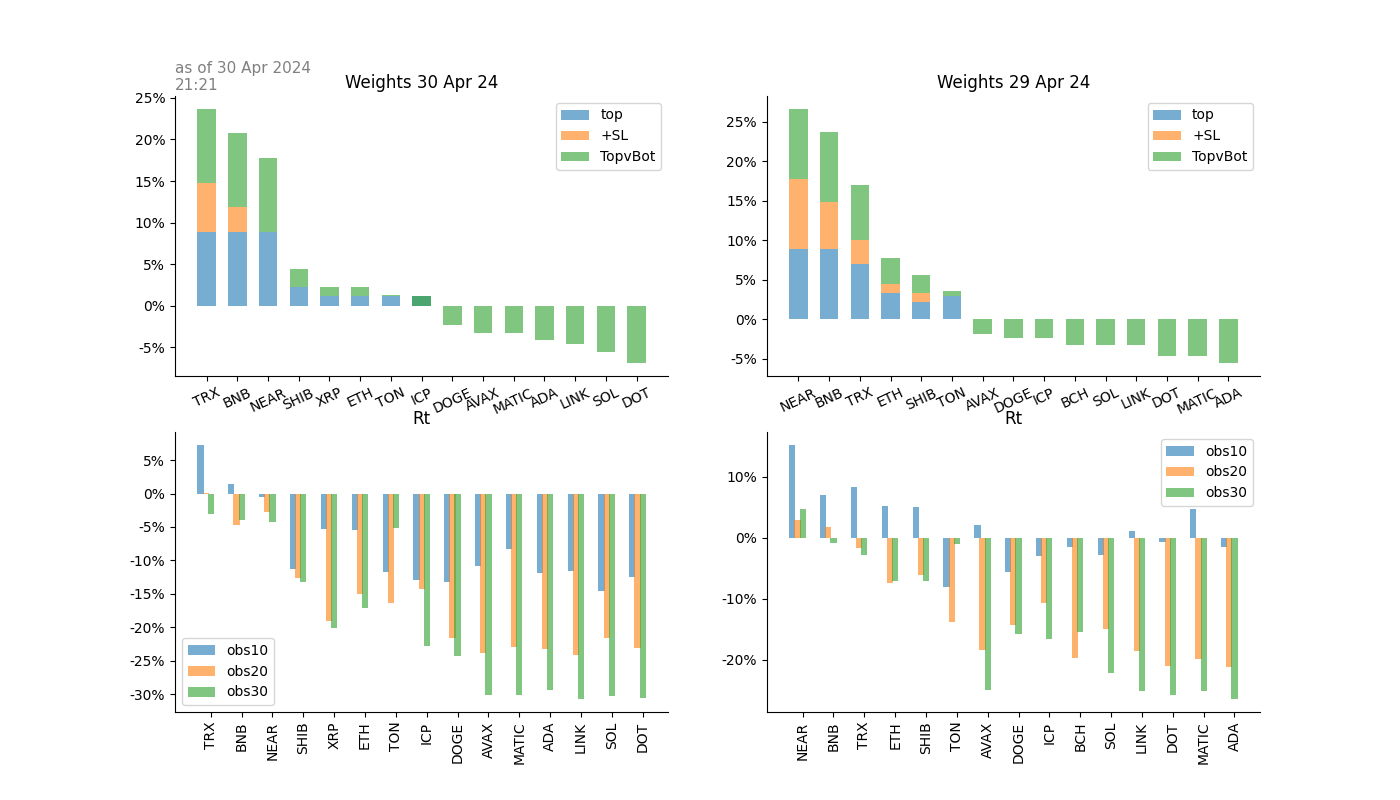 as of 30 Apr 2024
21:21
Weights 30 Apr 24
25%
20%
15%
10%
5%
0%
-5%
top
+SL
TopvBot
TRX BNB NEAR SHIB XRP ETH TON ICP DOGE AVAX MATIC ADA LINK SOL DOT
Weights 29 Apr 24
25%
20%
15%
10%
5%
0%
-5%
top
+SL
TopvBot
NEAR BNB TRX ETH SHIB TON AVAX DOGE ICP BCH SOL LINK DOT MATIC ADA
Rt
5%
0%
-5%
-10%
-15%
-20%
-25%
-30%
obs10
obs20
obs30
TRX BNB NEAR SHIB XRP ETH TON ICP DOGE AVAX MATIC ADA LINK SOL DOT
Rt
10%
0%
-10%
-20%
obs10
obs20
obs30
NEAR BNB TRX ETH SHIB TON AVAX DOGE ICP BCH SOL LINK DOT MATIC ADA